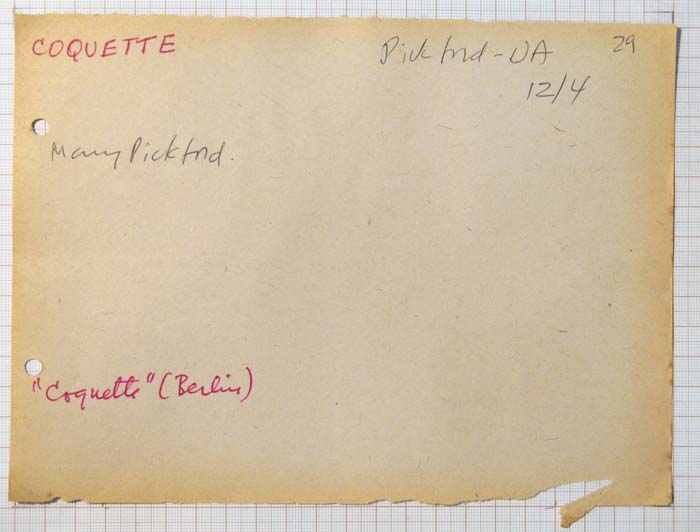 COQUETTE Pickford-UA 29
12/4
Mary Pickford.
"Coquette" (Berlin)